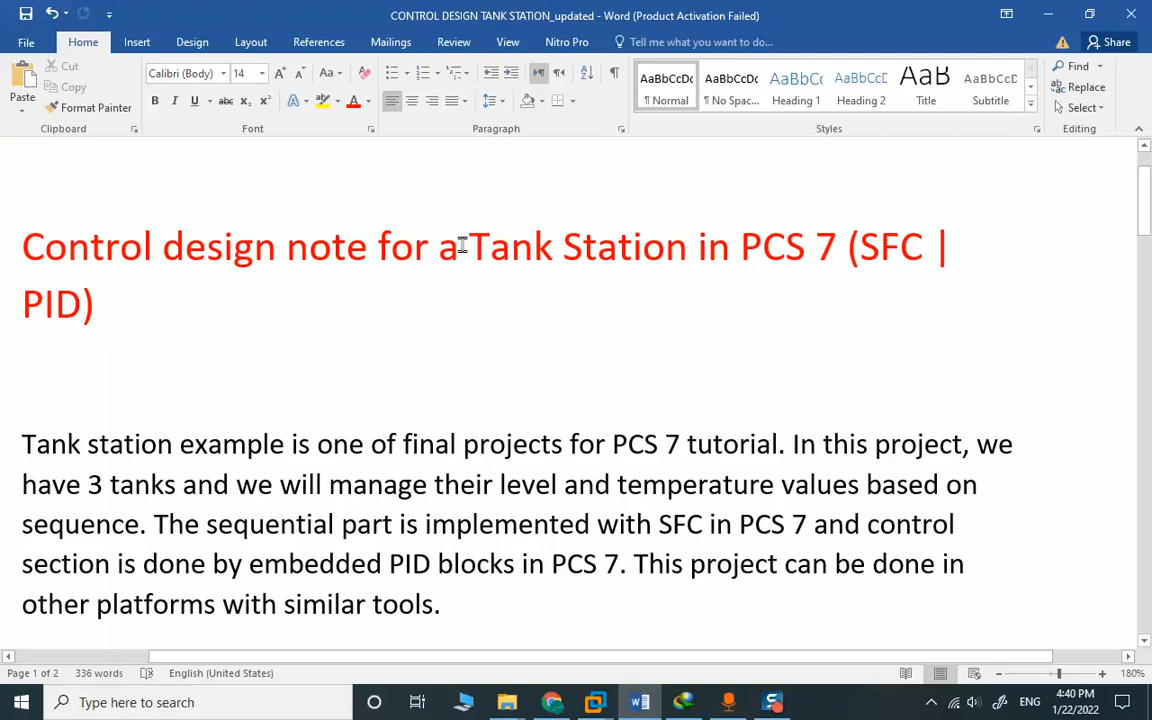 CONTROL DESIGN TANK STATION_updated - Word (Product Activation Failed)
File Home Insert Design Layout References Mailings Review View Nitro Pro Tell me what you want to do... Share
Paste
Cut
Copy
Format Painter
Clipboard
Calibri (Body) 14
B I U abc x₂ x²
Font
Paragraph
AaBbCcDc AaBbCcDc AaBbC( AaBbCcD AaB AaBbCcD
¶ Normal ¶ No Spac... Heading 1 Heading 2 Title Subtitle
Styles
Find
Replace
Select
Editing
Control design note for a Tank Station in PCS 7 (SFC |
PID)
Tank station example is one of final projects for PCS 7 tutorial. In this project, we
have 3 tanks and we will manage their level and temperature values based on
sequence. The sequential part is implemented with SFC in PCS 7 and control
section is done by embedded PID blocks in PCS 7. This project can be done in
other platforms with similar tools.
Page 1 of 2 336 words English (United States) 180%
Type here to search
ENG
4:40 PM
1/22/2022